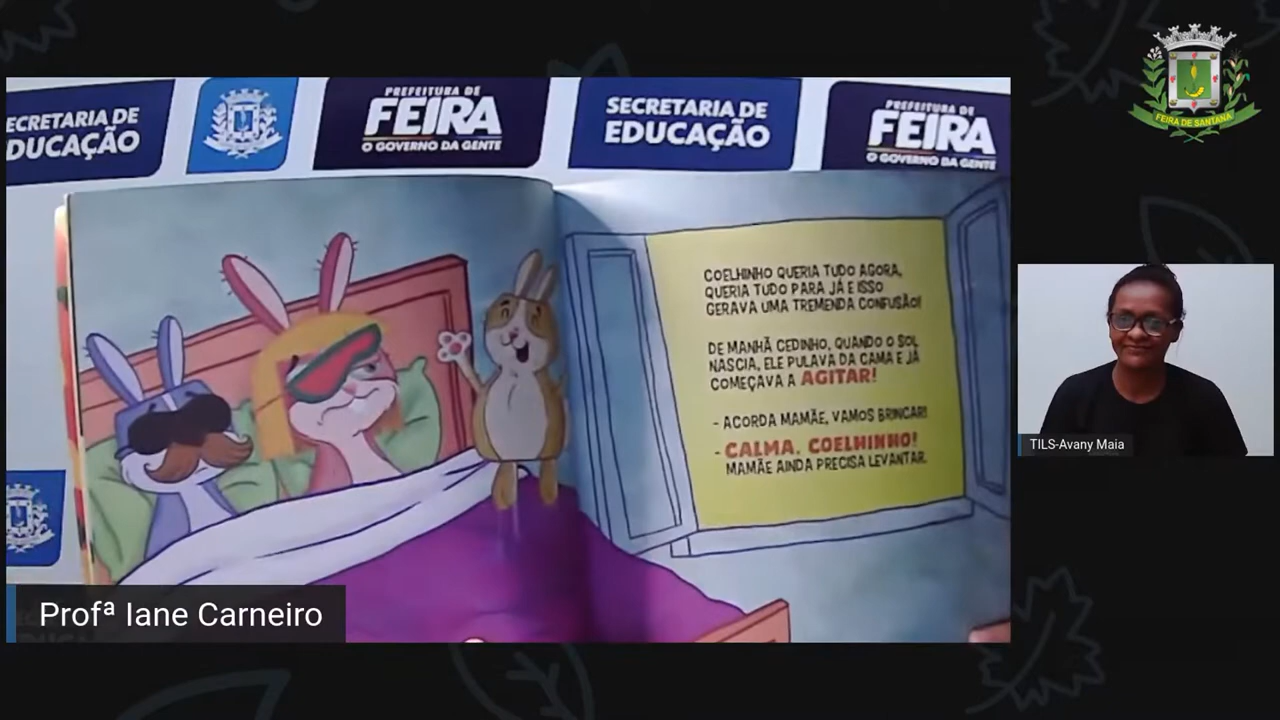 FEIRA DE SANTANA
ECRETARIA DE
DUCAÇÃO
PREFEITURA DE
FEIRA
O GOVERNO DA GENTE
SECRETARIA DE
EDUCAÇÃO
PREFEITURA DE
FEIRA
O GOVERNO DA GENTE
COELHINHO QUERIA TUDO AGORA,
QUERIA TUDO PARA JÁ E ISSO
GERAVA UMA TREMENDA CONFUSÃO!
DE MANHÃ CEDINHO, QUANDO O SOL
NASCIA, ELE PULAVA DA CAMA E JÁ
COMEÇAVA A AGITAR!
- ACORDA MAMÃE, VAMOS BRINCAR!
- CALMA, COELHINHO!
MAMÃE AINDA PRECISA LEVANTAR.
TILS-Avany Maia
Profª Iane Carneiro